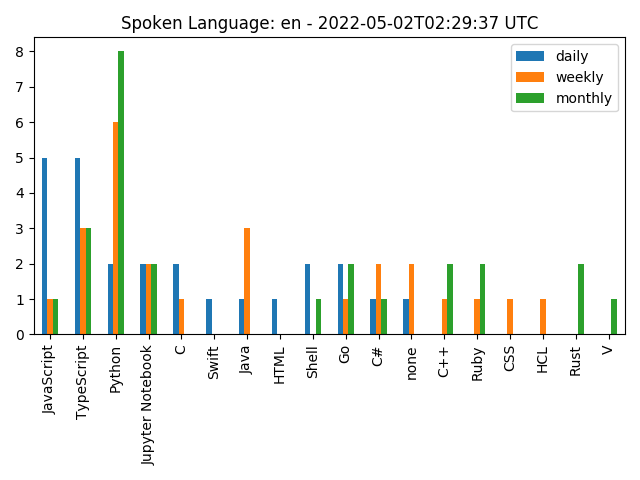 Spoken Language: en - 2022-05-02T02:29:37 UTC
daily
weekly
monthly
8
7
6
5
4
3
2
1
0
JavaScript
TypeScript
Python
Jupyter Notebook
C
Swift
Java
HTML
Shell
Go
C#
none
C++
Ruby
CSS
HCL
Rust
V